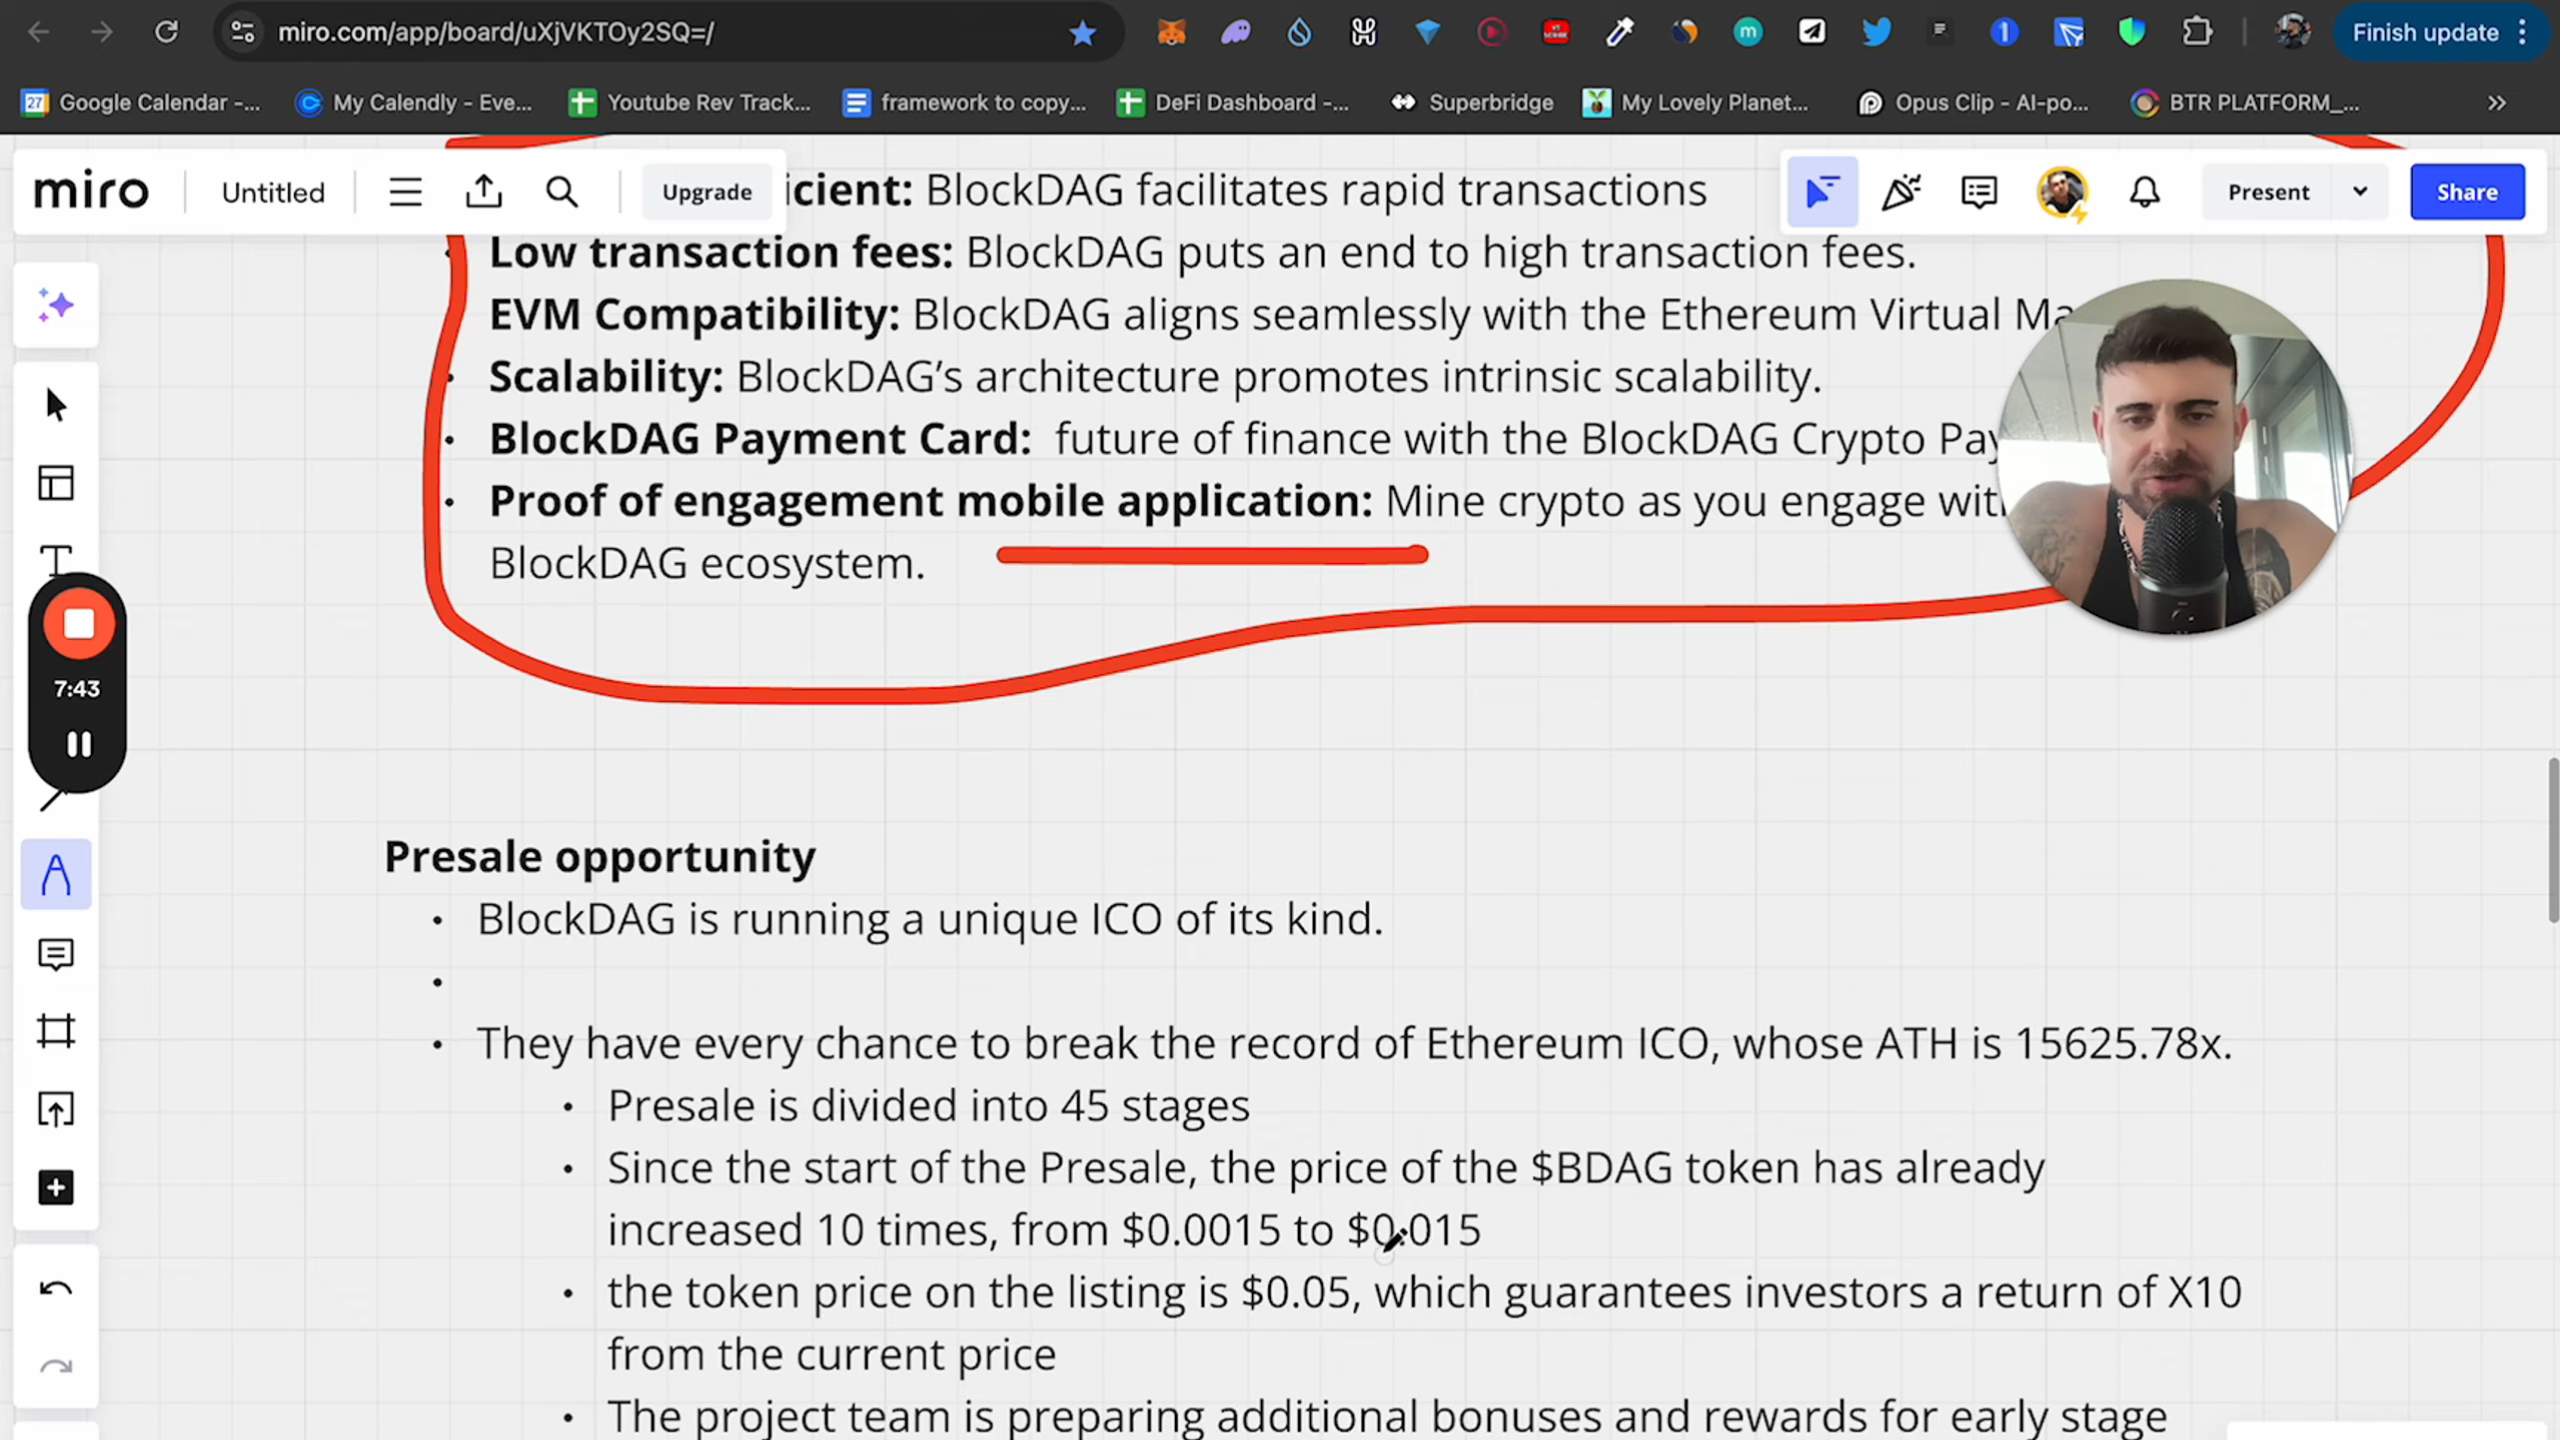 miro.com/app/board/uXjVKTOy2SQ=/
Finish update
Google Calendar -...
My Calendly - Eve...
Youtube Rev Track...
framework to copy...
DeFi Dashboard -...
Superbridge
My Lovely Planet...
Opus Clip - AI-po...
BTR PLATFORM_...
miro
Untitled
Upgrade
Present
Share
icient: BlockDAG facilitates rapid transactions
Low transaction fees: BlockDAG puts an end to high transaction fees.
EVM Compatibility: BlockDAG aligns seamlessly with the Ethereum Virtual Ma
Scalability: BlockDAG’s architecture promotes intrinsic scalability.
• BlockDAG Payment Card: future of finance with the BlockDAG Crypto Pay
• Proof of engagement mobile application: Mine crypto as you engage wit
BlockDAG ecosystem.
7:43
Presale opportunity
• BlockDAG is running a unique ICO of its kind.
•
• They have every chance to break the record of Ethereum ICO, whose ATH is 15625.78x.
• Presale is divided into 45 stages
• Since the start of the Presale, the price of the $BDAG token has already
increased 10 times, from $0.0015 to $0.015
• the token price on the listing is $0.05, which guarantees investors a return of X10
from the current price
• The project team is preparing additional bonuses and rewards for early stage